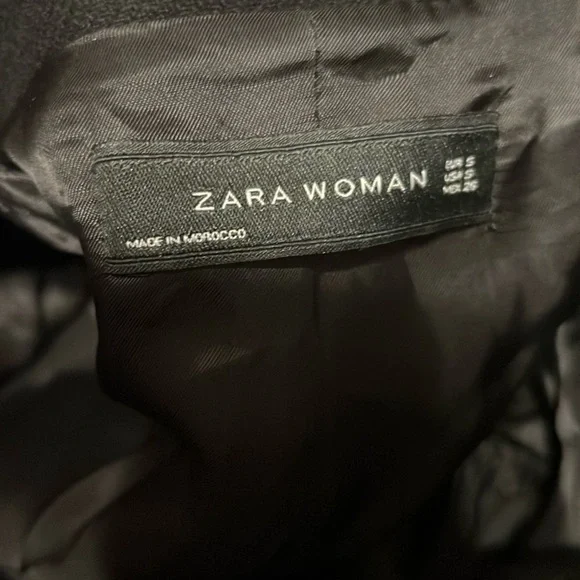 ZARA WOMAN
EUR S
USA S
MEX 26
MADE IN MOROCCO